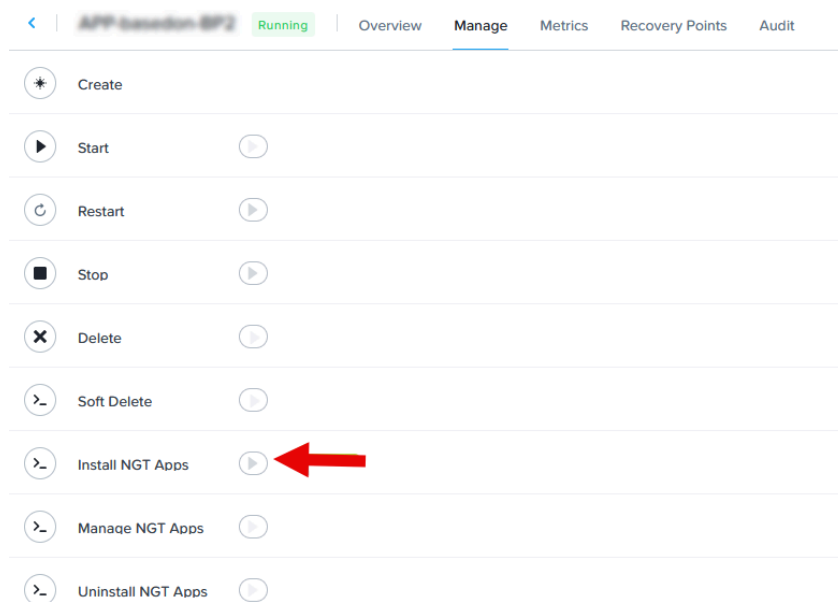 Running Overview Manage Metrics Recovery Points Audit
Create
Start
Restart
Stop
Delete
Soft Delete
Install NGT Apps
Manage NGT Apps
Uninstall NGT Apps